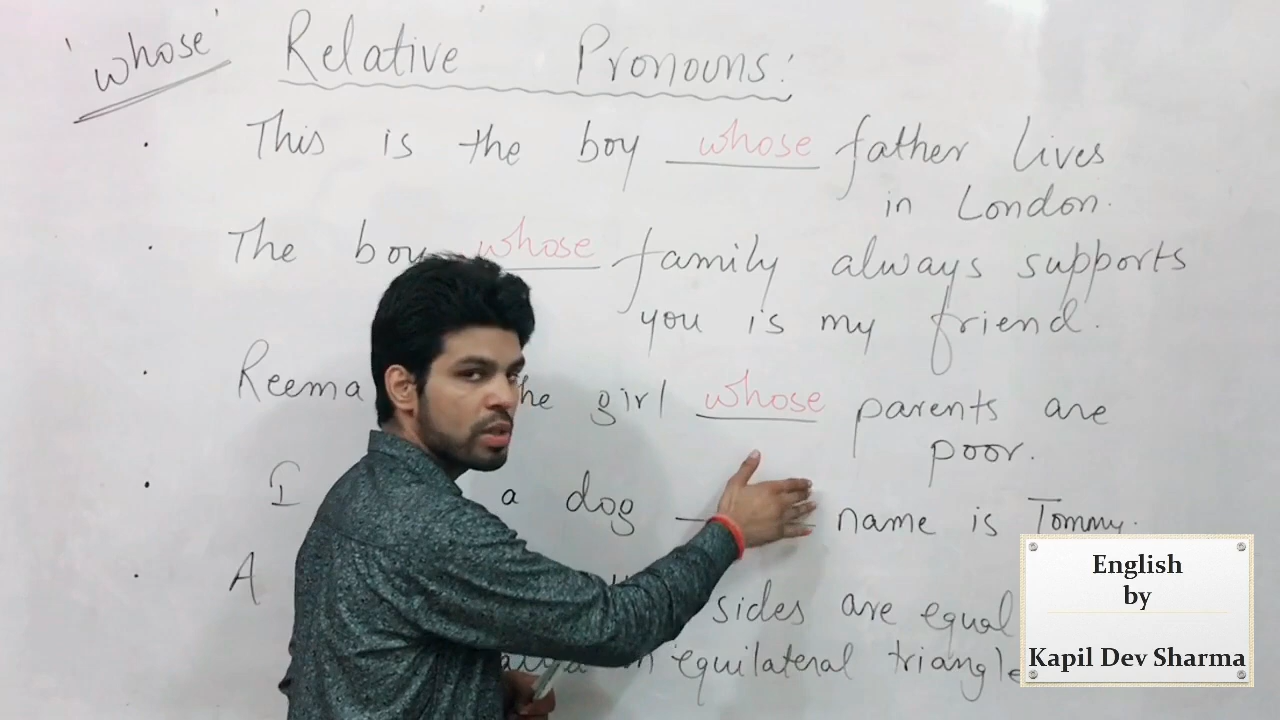 'whose' Relative Pronouns:
This is the boy whose father lives
in London.
The boy whose family always supports
you is my friend.
Reema the girl whose parents are
poor.
I a dog name is Tommy.
A sides are equal
equilateral triangle
English
by
Kapil Dev Sharma